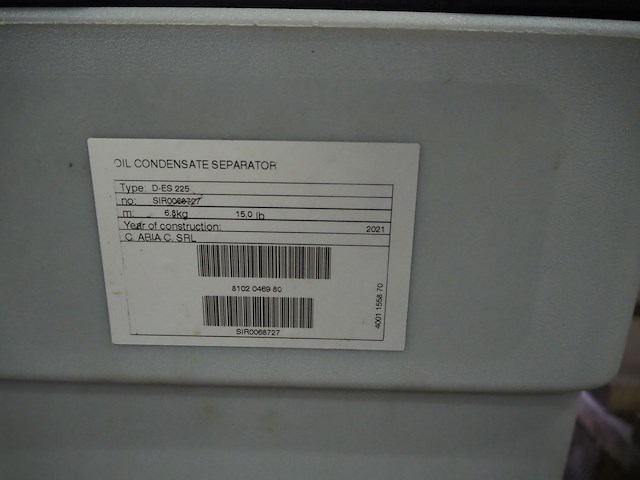 OIL CONDENSATE SEPARATOR
Type: D-ES 225
no: SIR0068727
m: 6.8kg 15.0 lb
Year of construction: 2021
C. ARIA C. SRL
8102 0469 80
SIR0068727
4001 1558 70